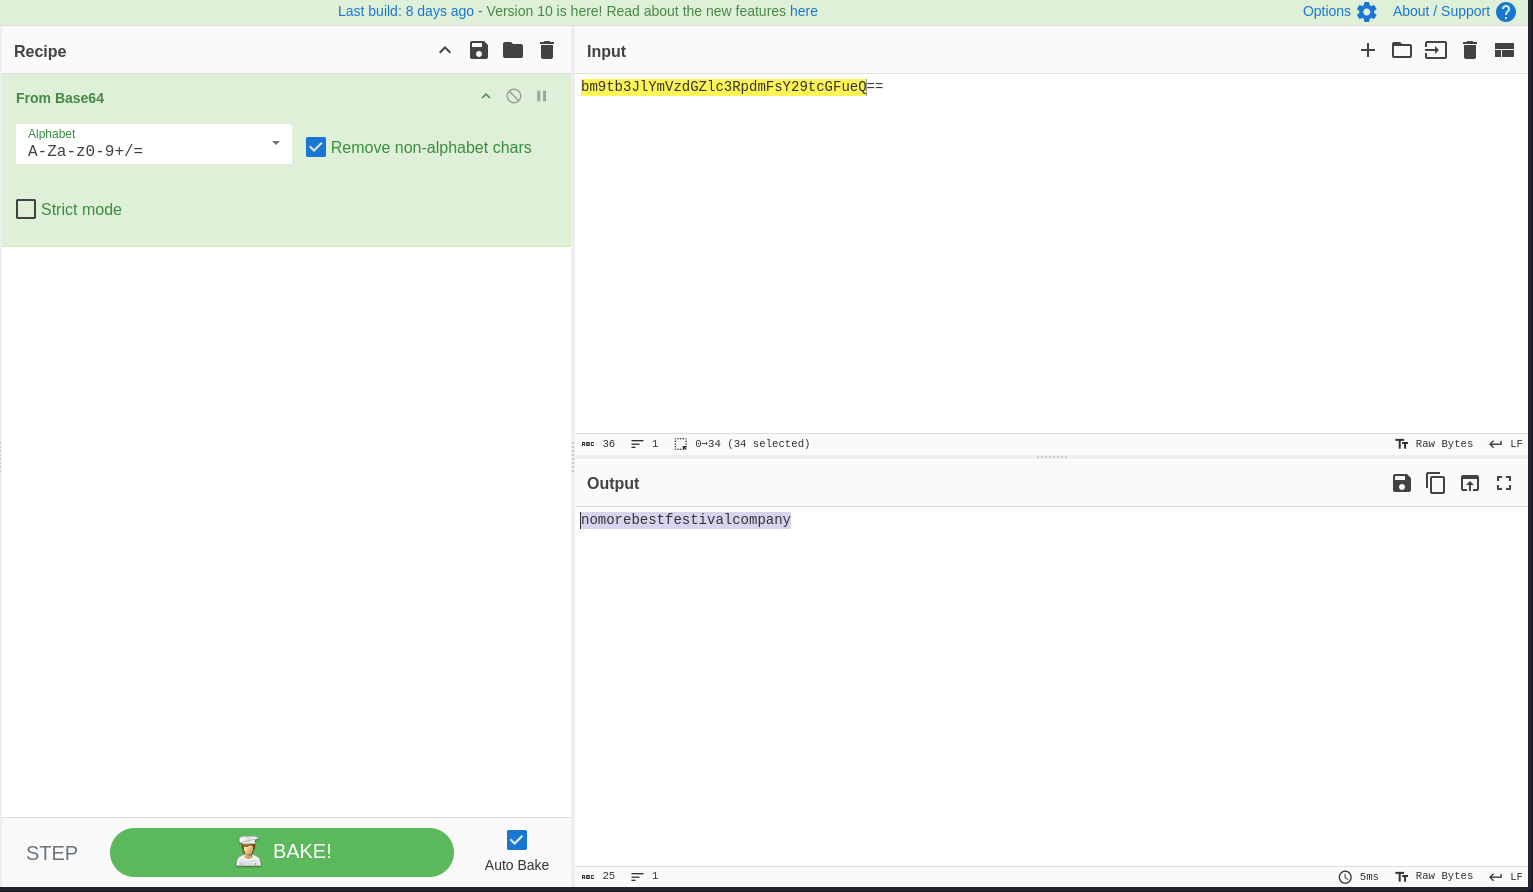 Last build: 8 days ago - Version 10 is here! Read about the new features here
Options
About / Support
Recipe
From Base64
Alphabet
A-Za-z0-9+/=
Remove non-alphabet chars
Strict mode
STEP
BAKE!
Auto Bake
Input
bm9tb3JlYmVzdGZlc3RpdmFsY29tcGFueQ==
ABC 36 1 0→34 (34 selected) Raw Bytes LF
Output
nomorebestfestivalcompany
ABC 25 1 5ms Raw Bytes LF